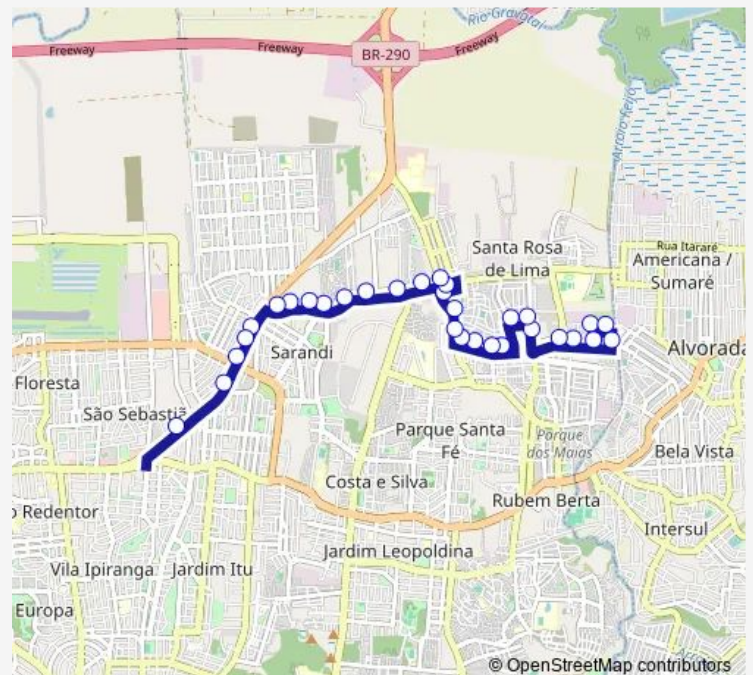 Rio Gravataí
Freeway
Freeway
BR-290
Freeway
Arroio Feijó
Santa Rosa
de Lima
Rua Itararé
Americana /
Sumaré
Sarandi
Alvorada
Floresta
São Sebastiã
Parque Santa
Fé
Parque
dos Maias
Bela Vista
Costa e Silva
Rubem Berta
o Redentor
Intersul
Jardim Leopoldina
Vila Ipiranga
Jardim Itu
Europa
© OpenStreetMap contributors